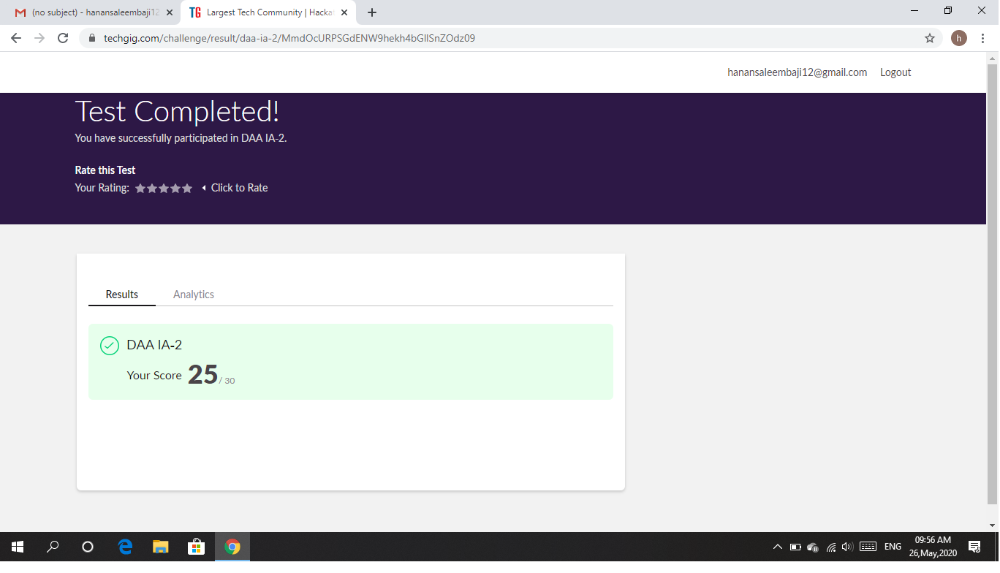 (no subject) - hanansaleembaji12
Largest Tech Community | Hacka
techgig.com/challenge/result/daa-ia-2/MmdOcURPSGdENW9hekh4bGllSnZOdz09
h
hanansaleembaji12@gmail.com Logout
Test Completed!
You have successfully participated in DAA IA-2.
Rate this Test
Your Rating: Click to Rate
Results Analytics
DAA IA-2
Your Score 25 / 30
ENG
09:56 AM
26,May,2020